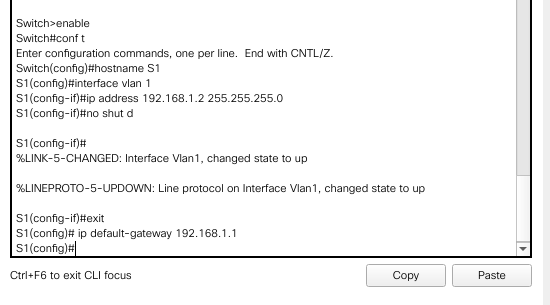 Switch>enable
Switch#conf t
Enter configuration commands, one per line.  End with CNTL/Z.
Switch(config)#hostname S1
S1(config)#interface vlan 1
S1(config-if)#ip address 192.168.1.2 255.255.255.0
S1(config-if)#no shut d
S1(config-if)#
%LINK-5-CHANGED: Interface Vlan1, changed state to up
%LINEPROTO-5-UPDOWN: Line protocol on Interface Vlan1, changed state to up
S1(config-if)#exit
S1(config)# ip default-gateway 192.168.1.1
S1(config)#
Ctrl+F6 to exit CLI focus
Copy
Paste